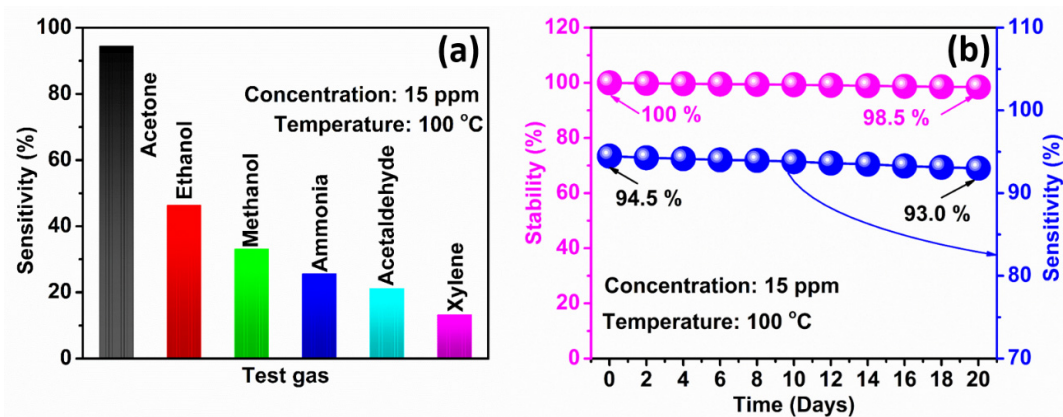 (a)
Sensitivity (%)
100
80
60
40
20
0
Acetone
Ethanol
Methanol
Ammonia
Acetaldehyde
Xylene
Concentration: 15 ppm
Temperature: 100 °C
Test gas
(b)
Stability (%)
120
100
80
60
40
20
0
100 %
98.5 %
94.5 %
93.0 %
Concentration: 15 ppm
Temperature: 100 °C
0 2 4 6 8 10 12 14 16 18 20
Time (Days)
110
100
90
80
70
Sensitivity (%)